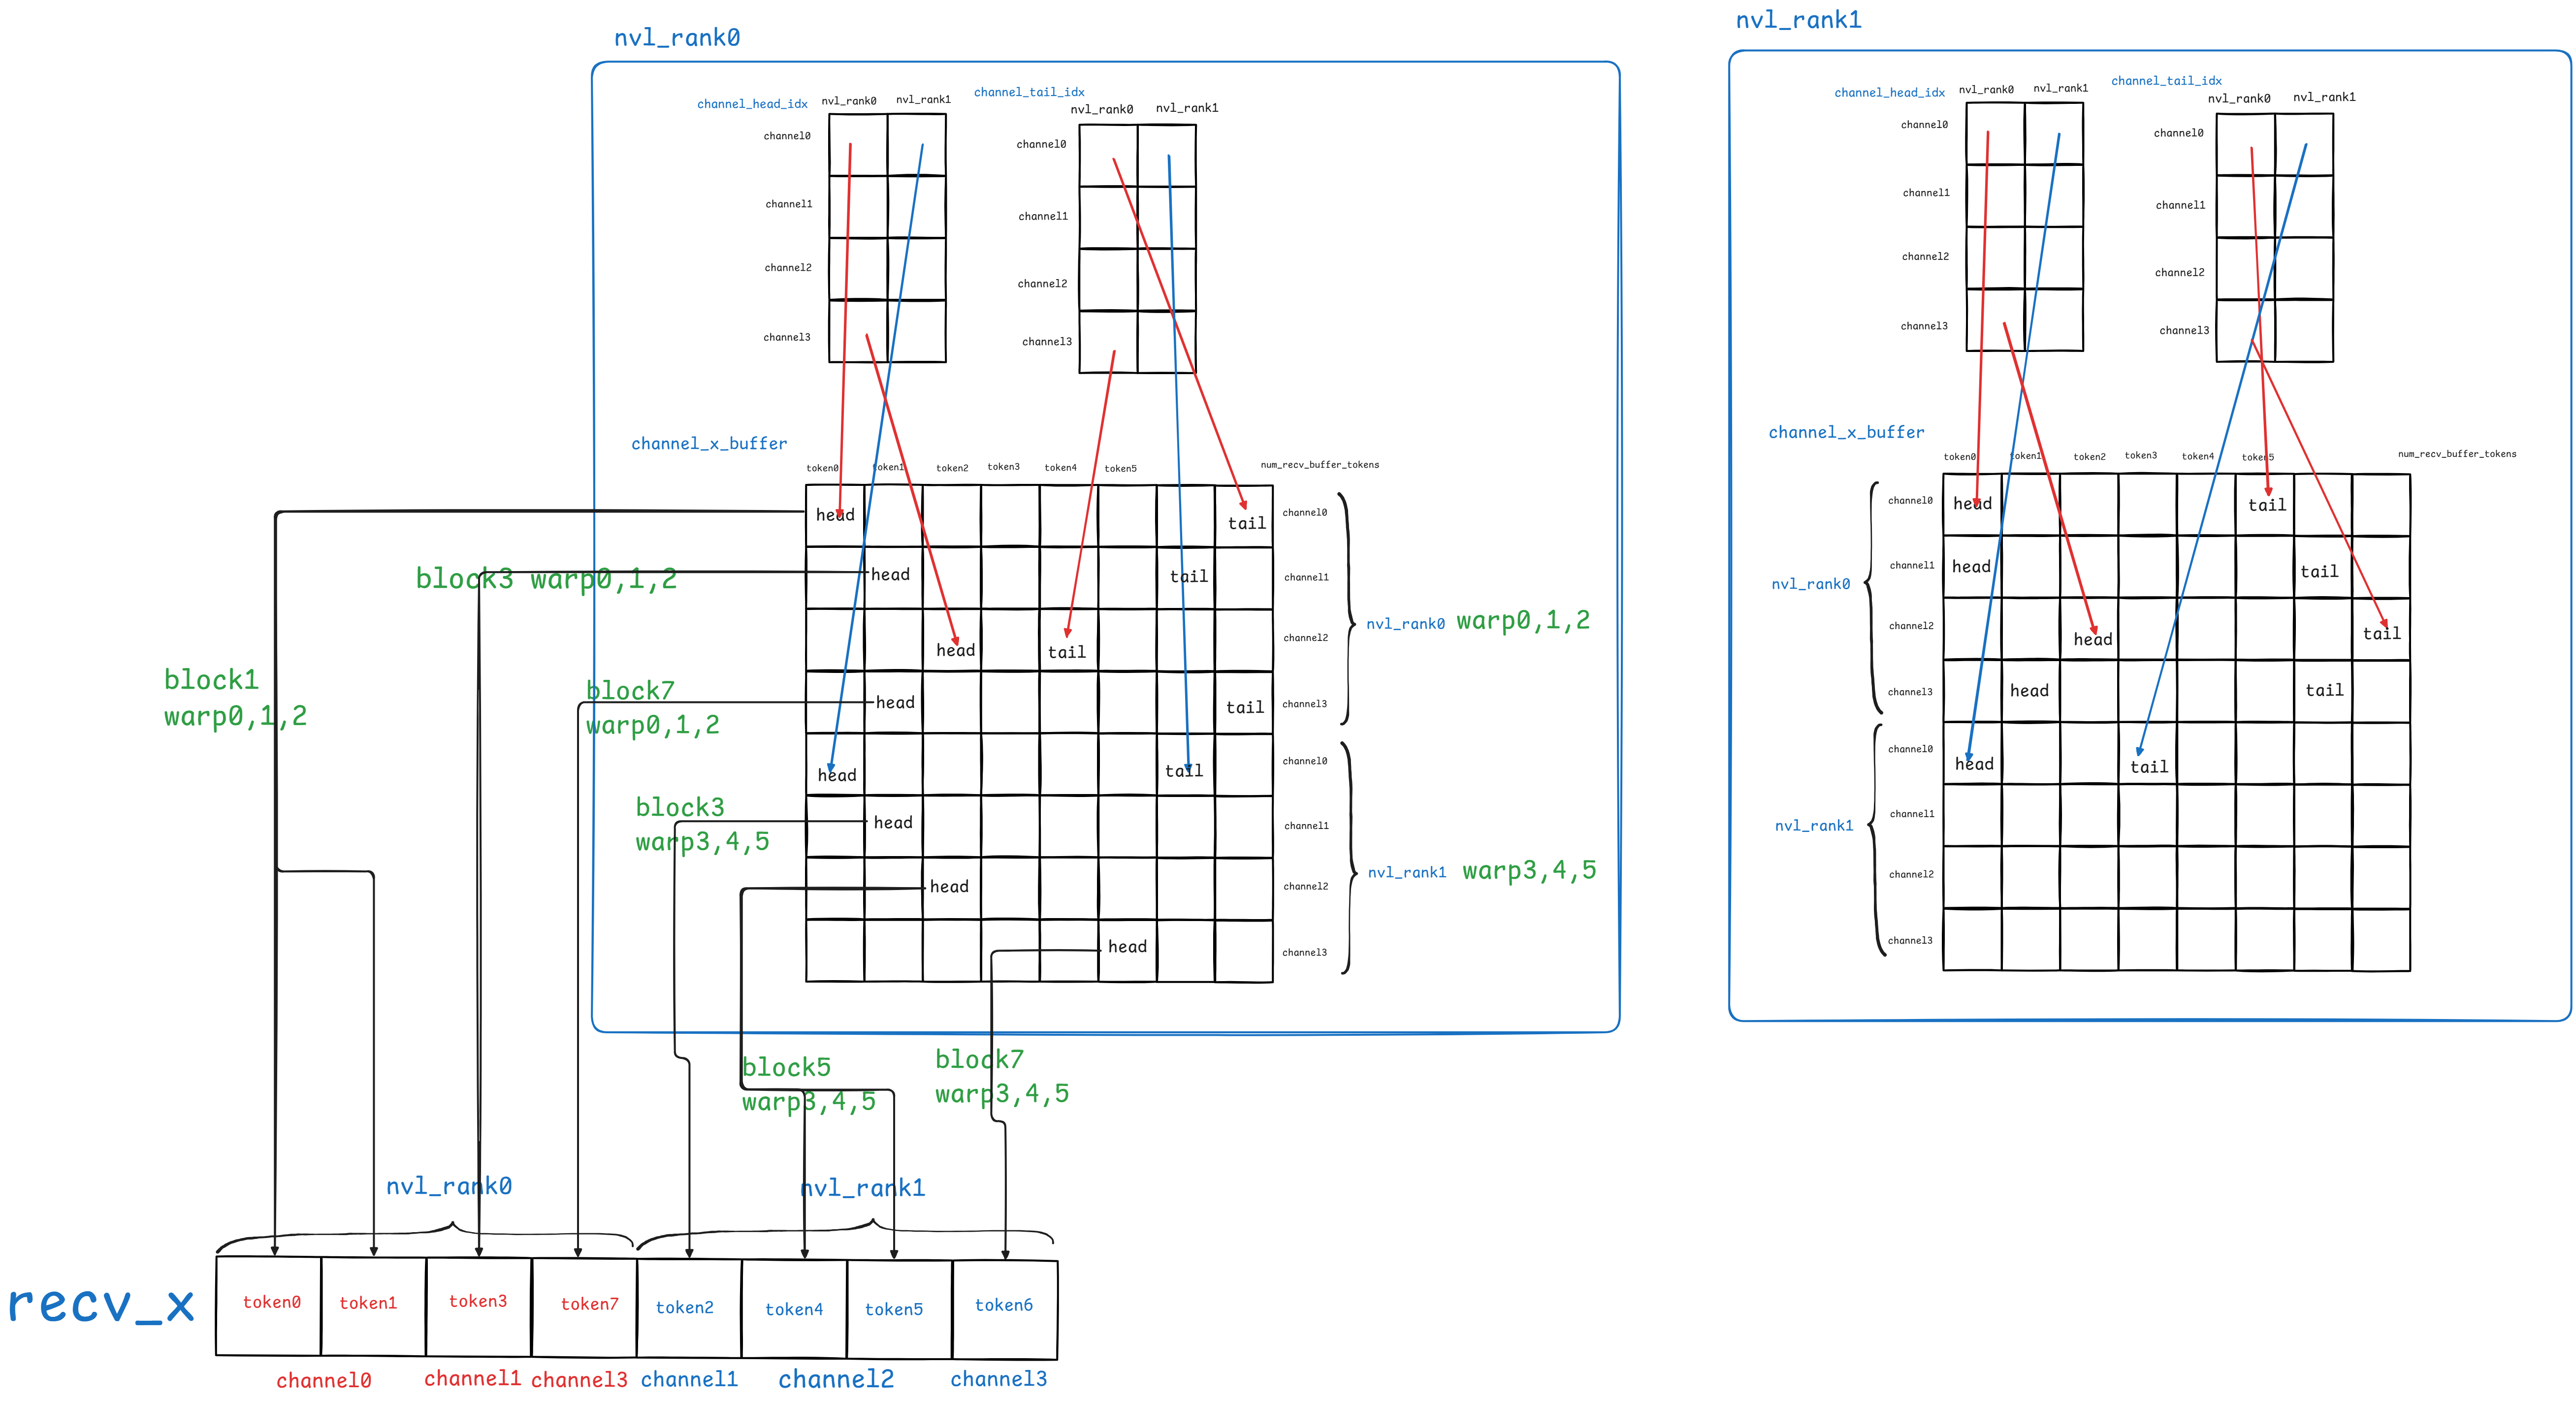 nvl_rank0
channel_head_idx
nvl_rank0
nvl_rank1
channel_tail_idx
nvl_rank0
nvl_rank1
channel0
channel1
channel2
channel3
channel0
channel1
channel2
channel3
channel_x_buffer
token0
token1
token2
token3
token4
token5
num_recv_buffer_tokens
head
tail
channel0
head
tail
channel1
head
tail
channel2
head
tail
channel3
head
tail
channel0
head
channel1
head
channel2
head
channel3
nvl_rank0
warp0,1,2
nvl_rank1
warp3,4,5
block3 warp0,1,2
block1
warp0,1,2
block7
warp0,1,2
block3
warp3,4,5
block5
warp3,4,5
block7
warp3,4,5
nvl_rank0
nvl_rank1
recv_x
token0
token1
token3
token7
token2
token4
token5
token6
channel0
channel1
channel3
channel1
channel2
channel3
nvl_rank1
channel_head_idx
nvl_rank0
nvl_rank1
channel_tail_idx
nvl_rank0
nvl_rank1
channel0
channel1
channel2
channel3
channel0
channel1
channel2
channel3
channel_x_buffer
token0
token1
token2
token3
token4
token5
num_recv_buffer_tokens
nvl_rank0
channel0
head
tail
channel1
head
tail
channel2
head
tail
channel3
head
tail
nvl_rank1
channel0
head
tail
channel1
channel2
channel3